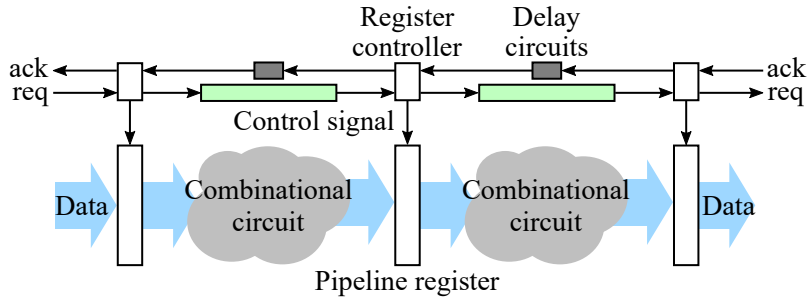 Register
controller
Delay
circuits
ack
ack
req
req
Control signal
Data
Combinational
circuit
Combinational
circuit
Data
Pipeline register